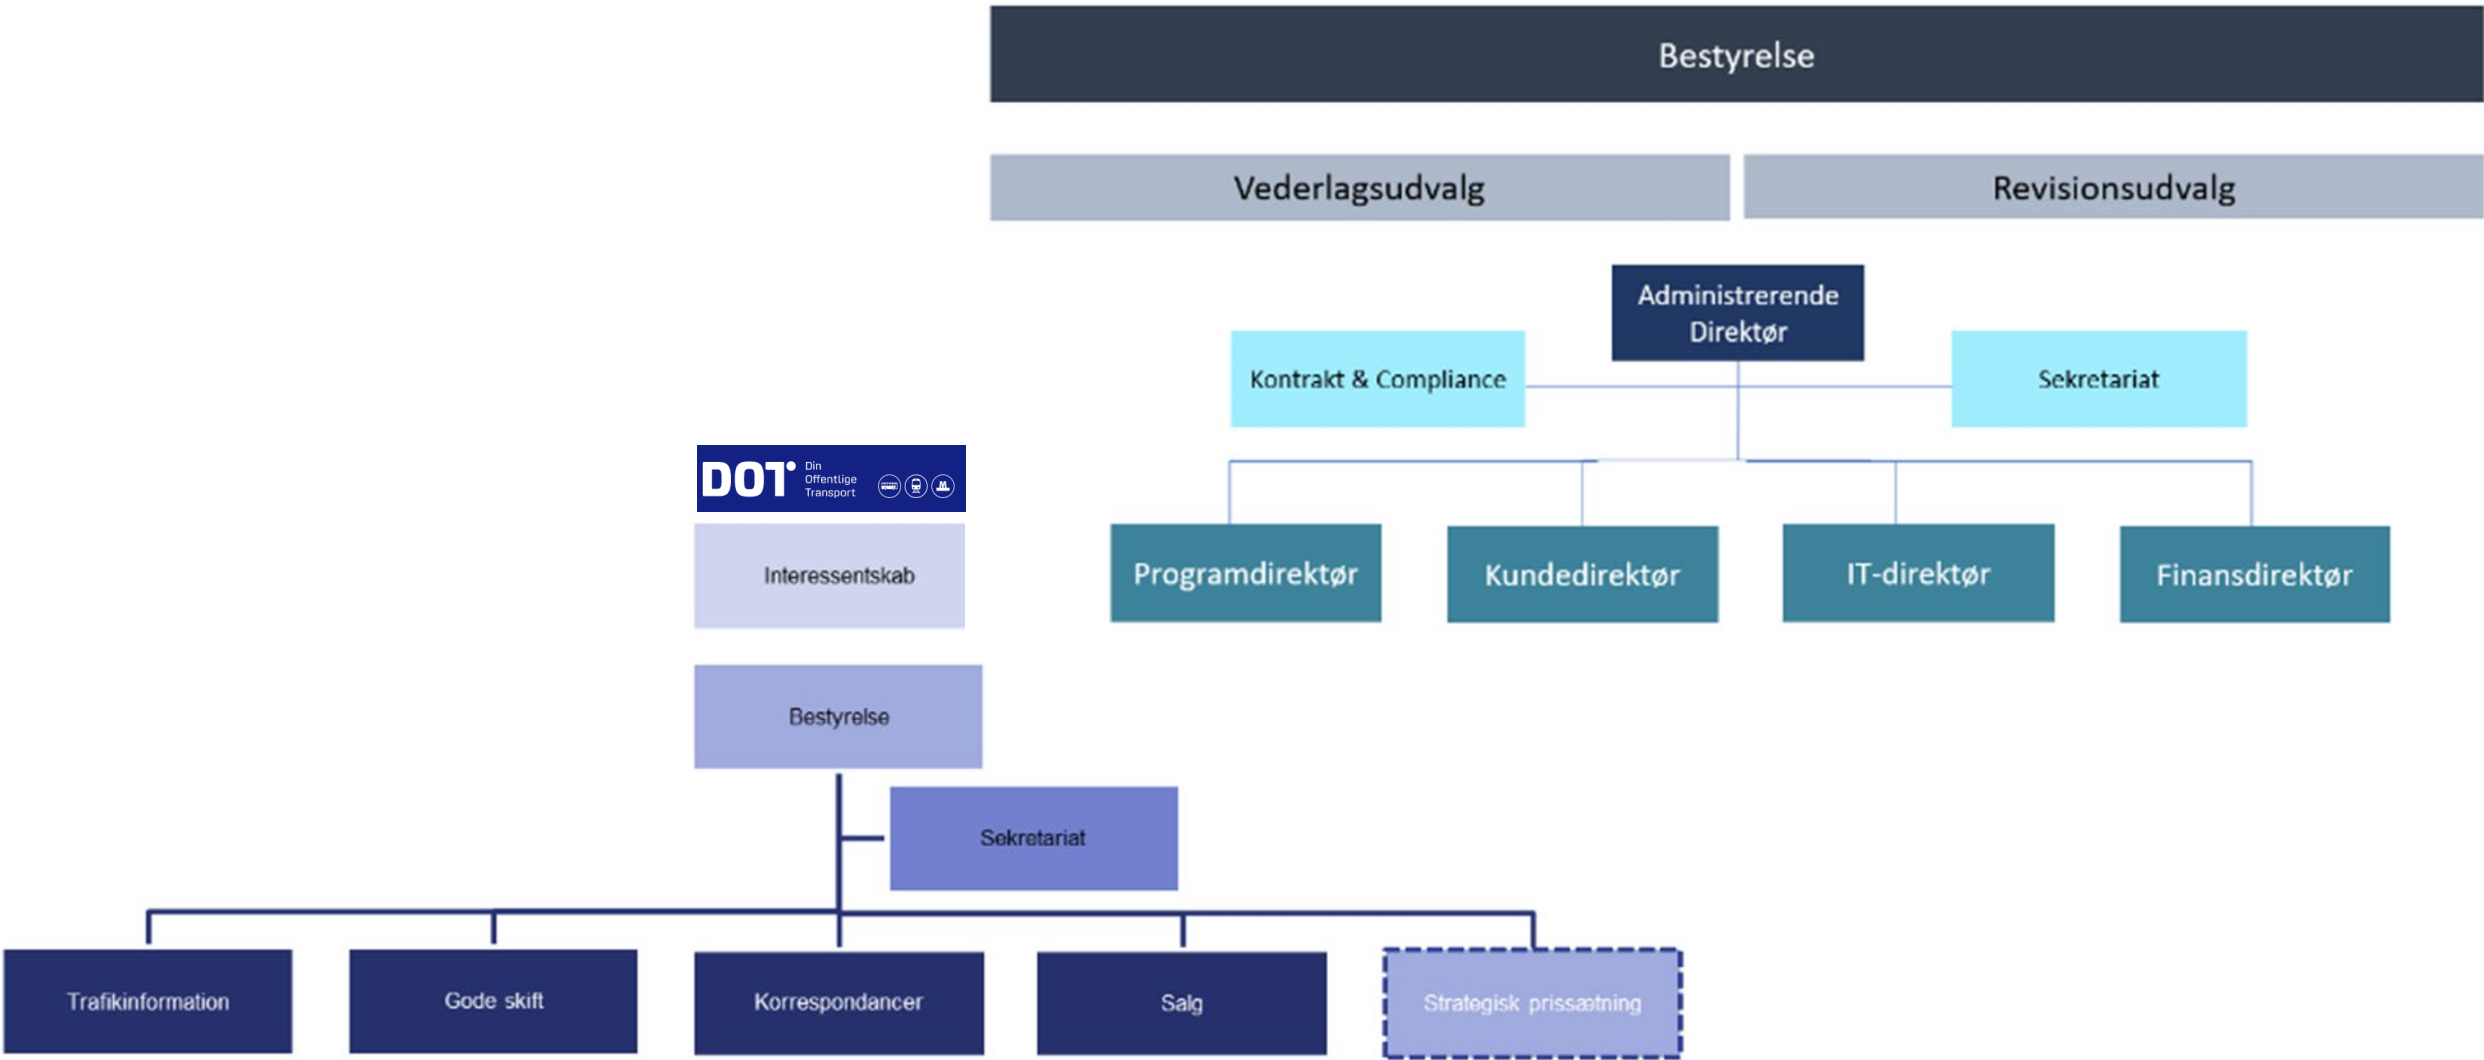 Bestyrelse
Vederlagsudvalg
Revisionsudvalg
Administrerende
Direktør
Kontrakt & Compliance
Sekretariat
Programdirektør
Kundedirektør
IT-direktør
Finansdirektør
DOT
Din
Offentlige
Transport
Interessentskab
Bestyrelse
Sekretariat
Trafikinformation
Gode skift
Korrespondancer
Salg
Strategisk prissætning